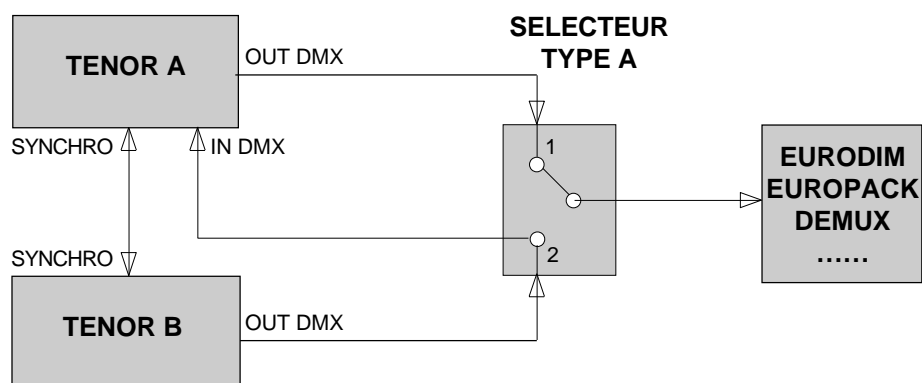 SELECTEUR
TYPE A
TENOR A
OUT DMX
SYNCHRO
IN DMX
1
2
EURODIM
EUROPACK
DEMUX
......
SYNCHRO
TENOR B
OUT DMX